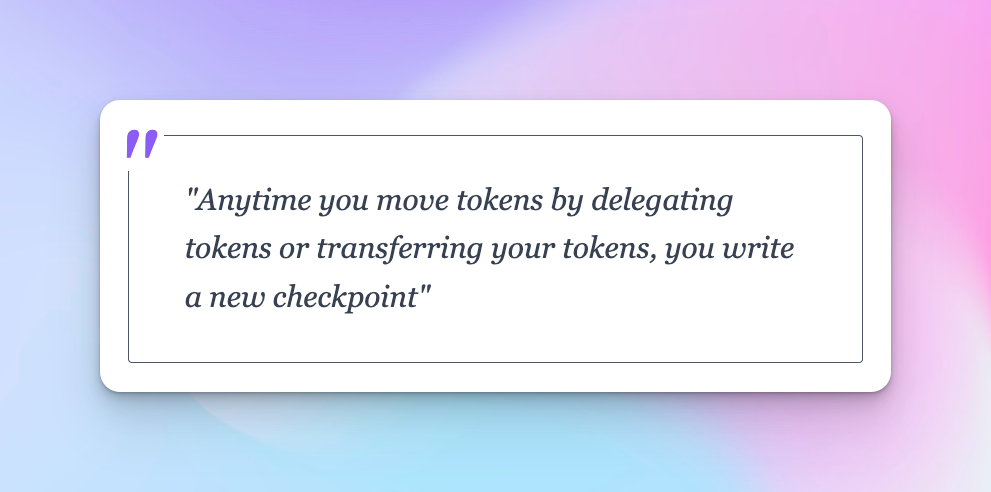 "Anytime you move tokens by delegating
tokens or transferring your tokens, you write
a new checkpoint"